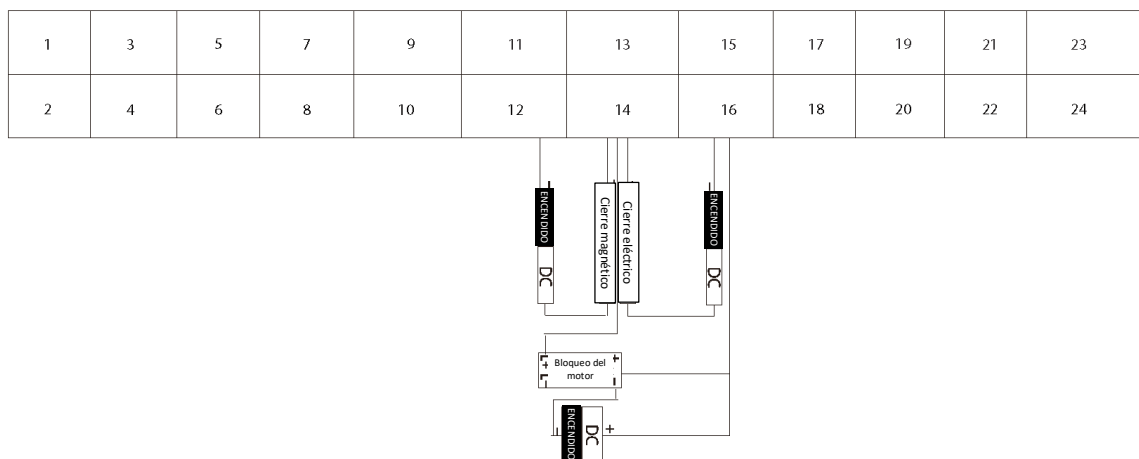 1 3 5 7 9 11 13 15 17 19 21 23
2 4 6 8 10 12 14 16 18 20 22 24
ENCENDIDO
DC
Cierre magnético
Cierre eléctrico
ENCENDIDO
DC
L+
L-
Bloqueo del
motor
+
-
-
ENCENDIDO
DC
+